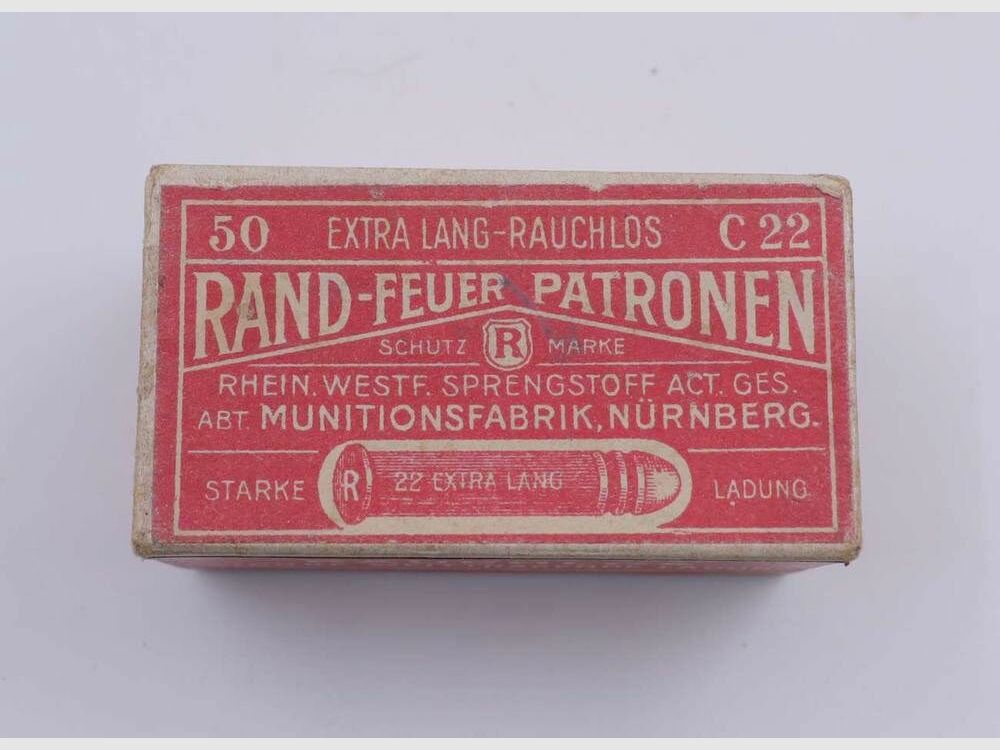 50 EXTRA LANG-RAUCHLOS C 22
RAND-FEUER PATRONEN
SCHUTZ R MARKE
RHEIN. WESTF. SPRENGSTOFF ACT. GES.
ABT. MUNITIONSFABRIK, NÜRNBERG.
STARKE R 22 EXTRA LANG LADUNG